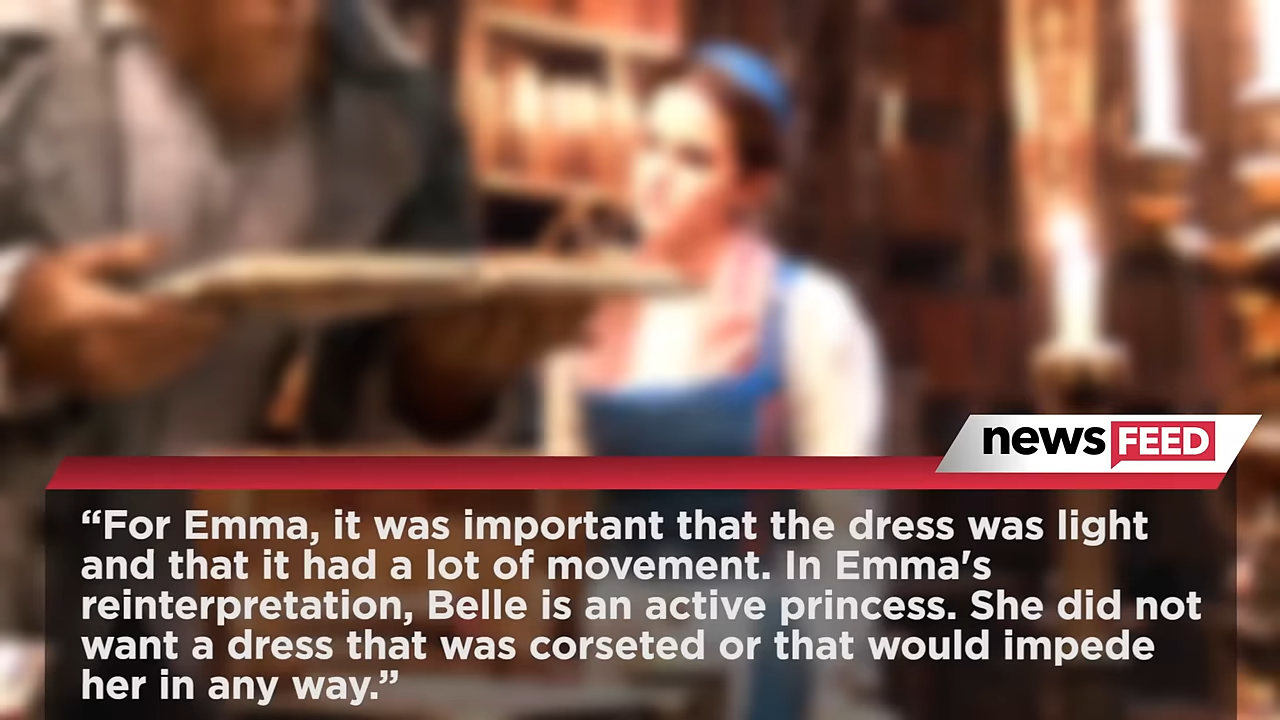 news FEED
“For Emma, it was important that the dress was light
and that it had a lot of movement. In Emma's
reinterpretation, Belle is an active princess. She did not
want a dress that was corseted or that would impede
her in any way.”